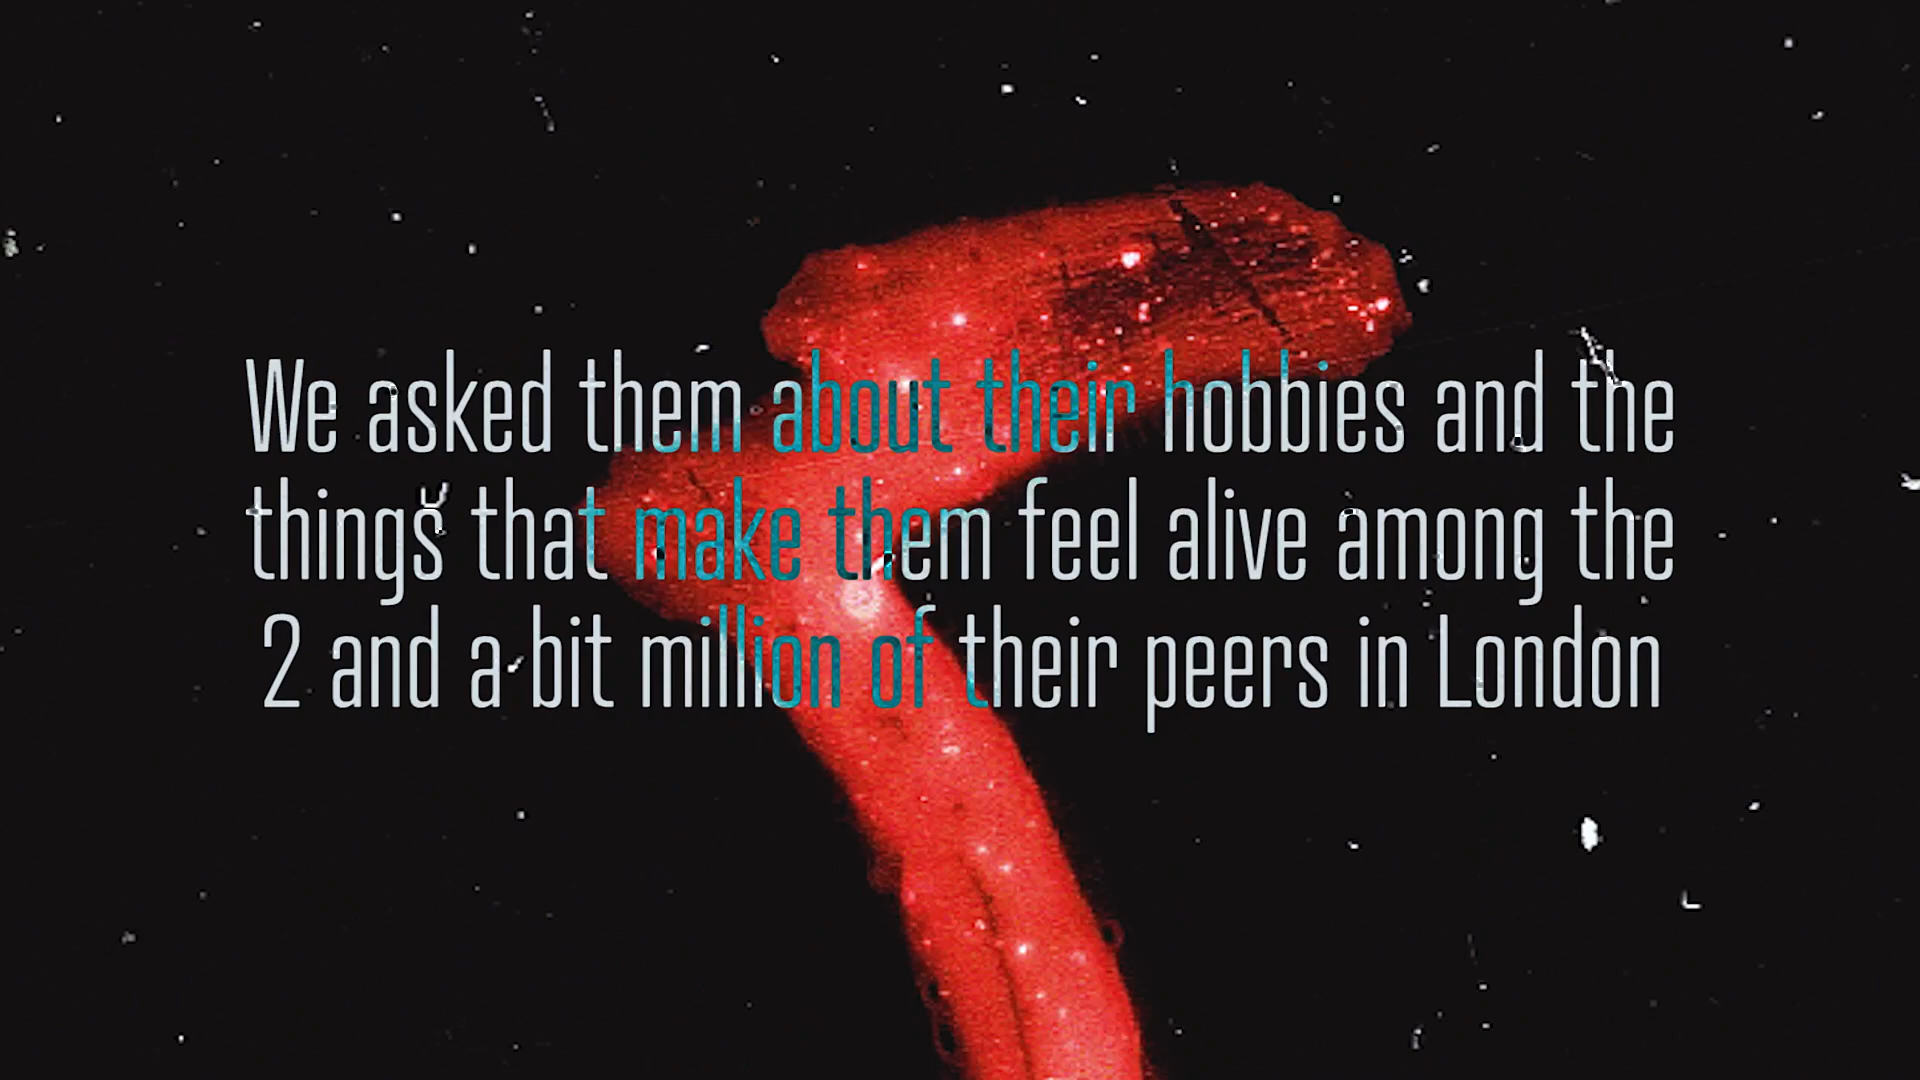 We asked them about their hobbies and the
things that make them feel alive among the
2 and a bit million of their peers in London